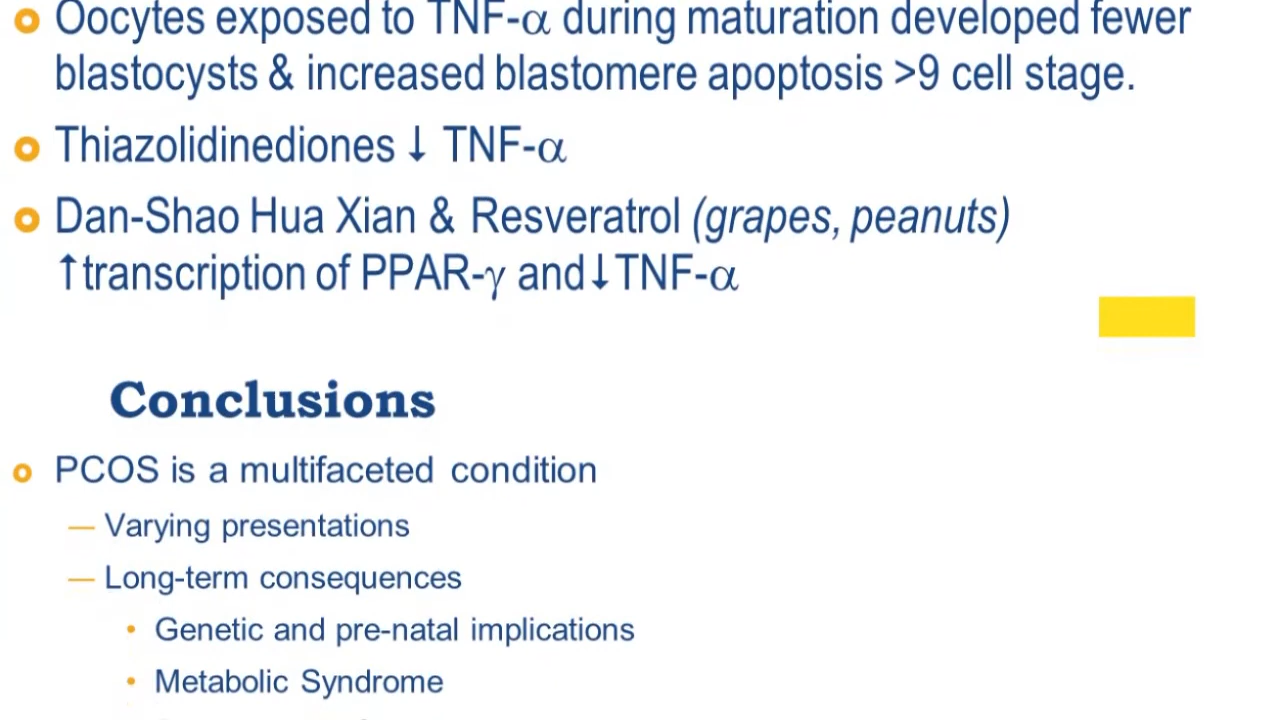 Oocytes exposed to TNF-α during maturation developed fewer
blastocysts & increased blastomere apoptosis >9 cell stage.
Thiazolidinediones ↓ TNF-α
Dan-Shao Hua Xian & Resveratrol (grapes, peanuts)
↑transcription of PPAR-γ and↓TNF-α
Conclusions
PCOS is a multifaceted condition
— Varying presentations
— Long-term consequences
• Genetic and pre-natal implications
• Metabolic Syndrome